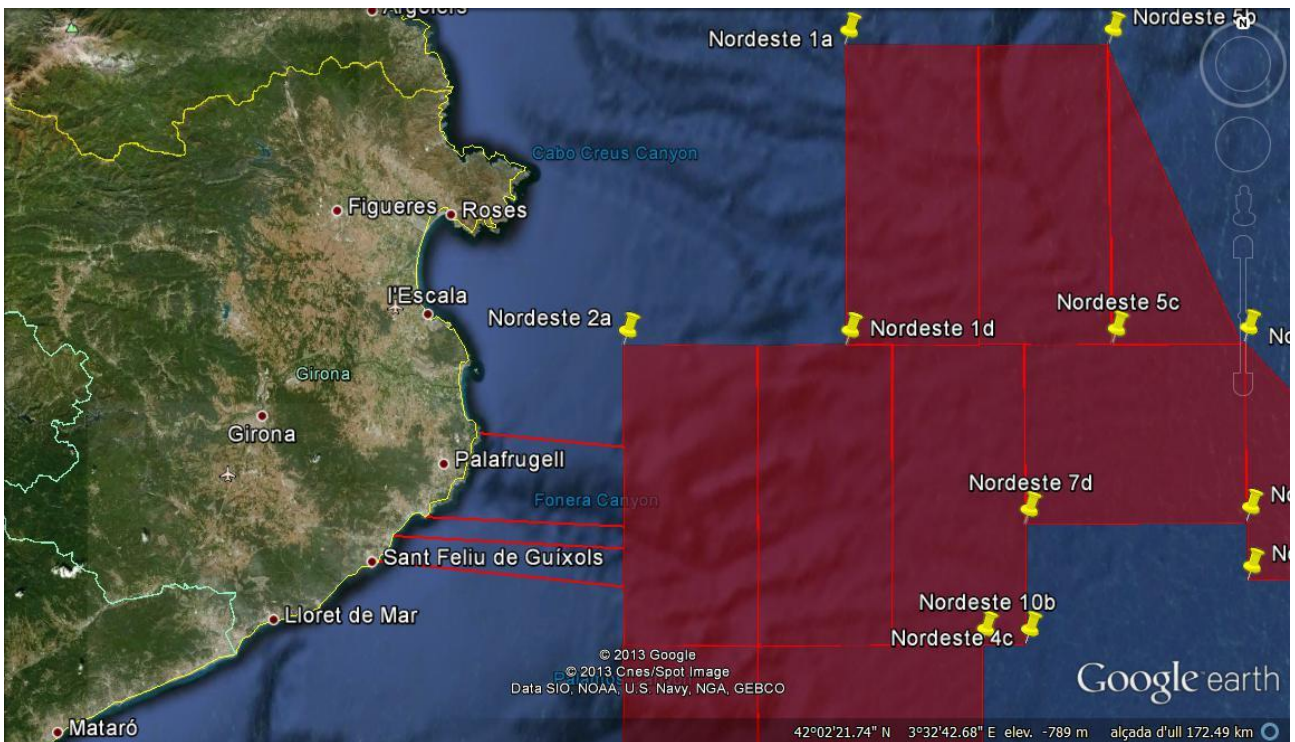 Argelers
Nordeste 5b
N
Nordeste 1a
Cabo Creus Canyon
Figueres
Roses
l'Escala
Nordeste 2a
Nordeste 1d
Nordeste 5c
No
Girona
Girona
Palafrugell
Fonera Canyon
Nordeste 7d
No
Sant Feliu de Guíxols
No
Lloret de Mar
Nordeste 10b
Nordeste 4c
© 2013 Google
© 2013 Cnes/Spot Image
Data SIO, NOAA, U.S. Navy, NGA, GEBCO
Google earth
Mataró
42°02'21.74" N 3°32'42.68" E elev. -789 m alçada d'ull 172.49 km